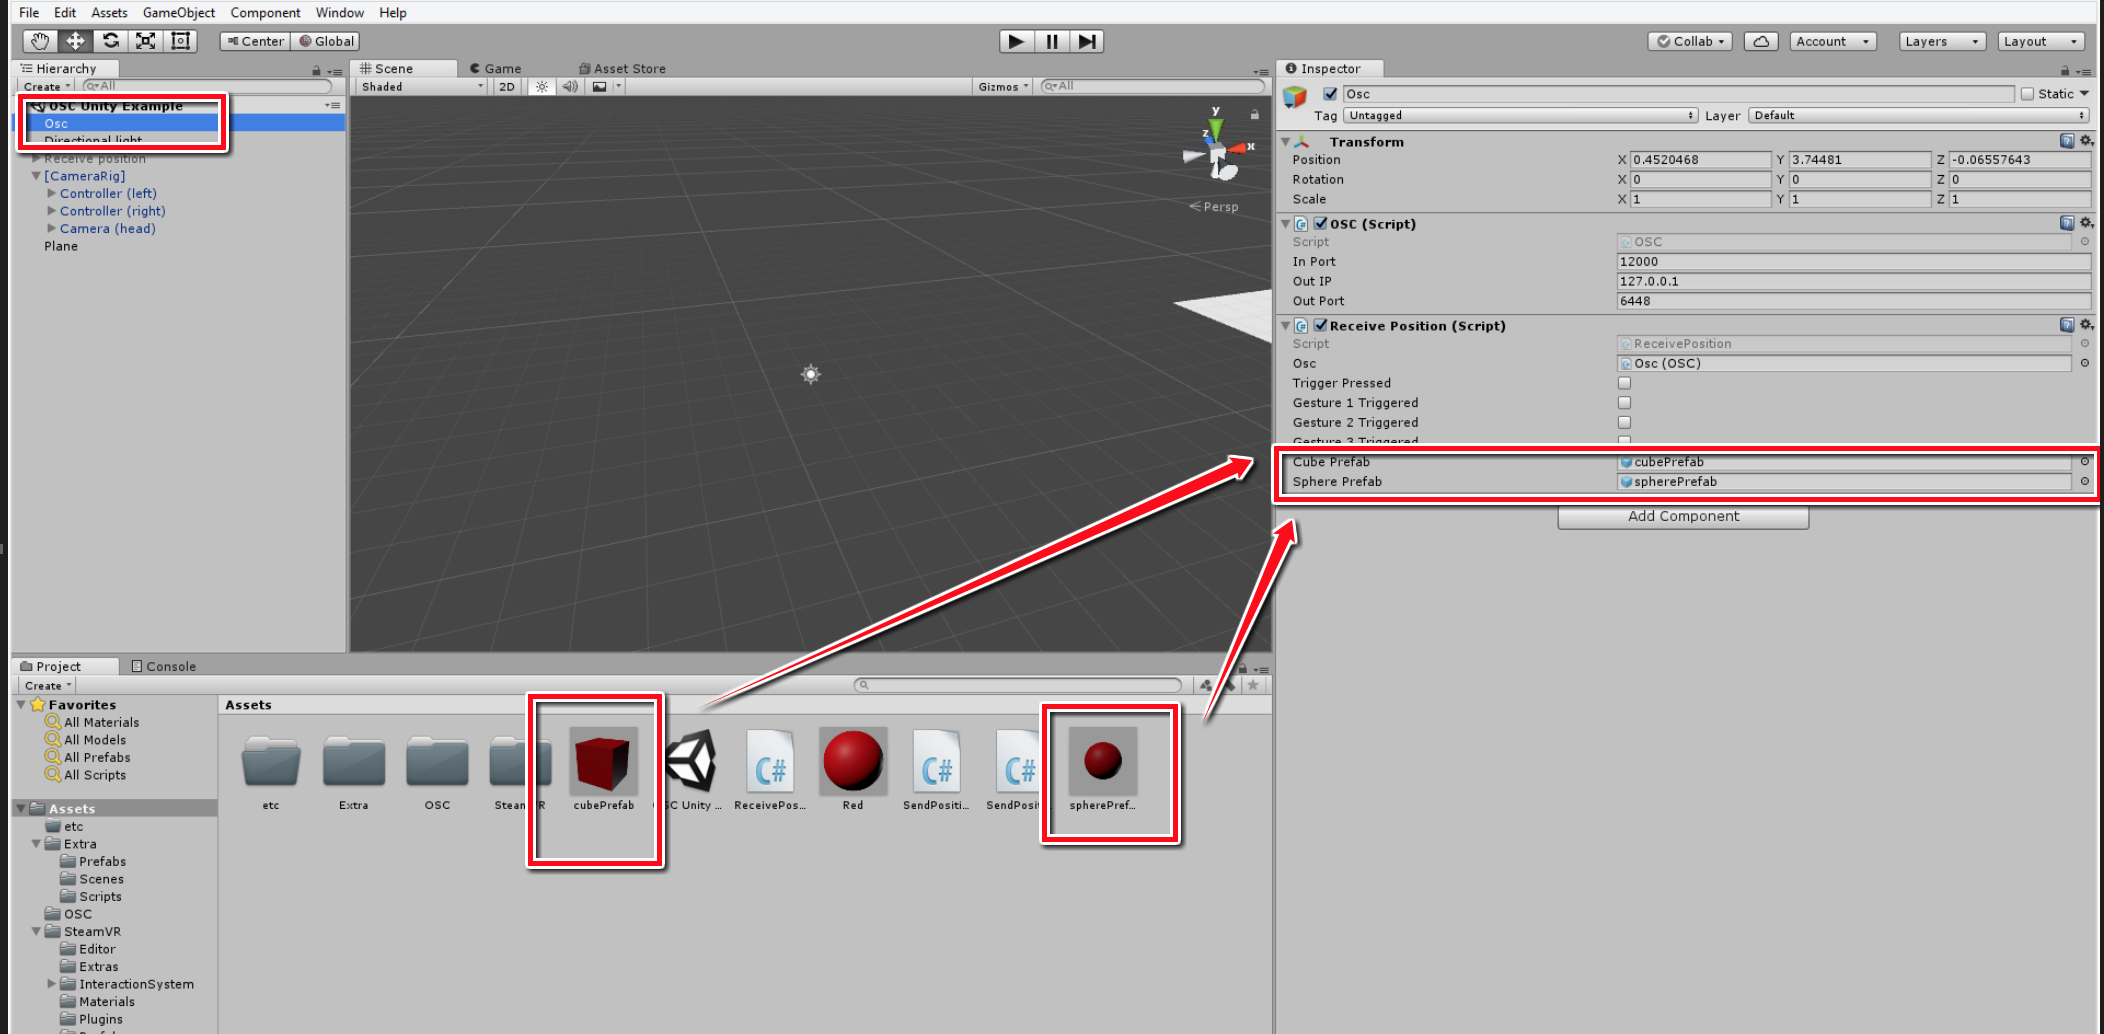 File Edit Assets GameObject Component Window Help
Center Global Collab Account Layers Layout
Hierarchy
Create All
OSC Unity Example
Osc
Directional light
Receive position
[CameraRig]
Controller (left)
Controller (right)
Camera (head)
Plane
Scene Game Asset Store
Shaded 2D Gizmos All
y
z
x
Persp
Inspector
Osc Static
Tag Untagged Layer Default
Transform
Position X 0.4520468 Y 3.74481 Z -0.06557643
Rotation X 0 Y 0 Z 0
Scale X 1 Y 1 Z 1
OSC (Script)
Script OSC
In Port 12000
Out IP 127.0.0.1
Out Port 6448
Receive Position (Script)
Script ReceivePosition
Osc Osc (OSC)
Trigger Pressed
Gesture 1 Triggered
Gesture 2 Triggered
Gesture 3 Triggered
Cube Prefab cubePrefab
Sphere Prefab spherePrefab
Add Component
Project Console
Create
Favorites
All Materials
All Models
All Prefabs
All Scripts
Assets
etc
Extra
Prefabs
Scenes
Scripts
OSC
SteamVR
Editor
Extras
InteractionSystem
Materials
Plugins
Assets
C# C# C#
etc Extra OSC SteamVR cubePrefab SC Unity ... ReceivePos... Red SendPositi... SendPosit spherePref...